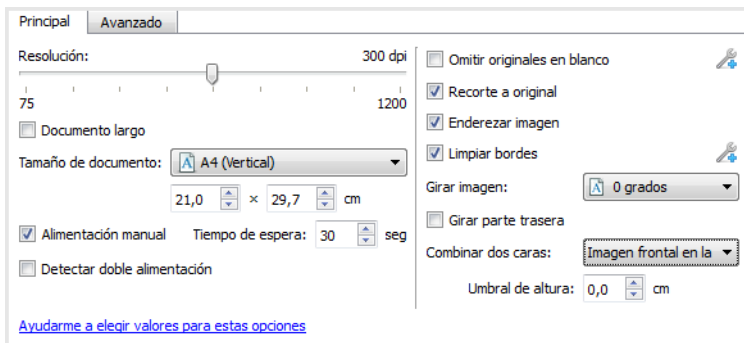 Principal Avanzado
Resolución: 300 dpi
75 1200
Documento largo
Tamaño de documento: A4 (Vertical)
21,0 × 29,7 cm
Alimentación manual Tiempo de espera: 30 seg
Detectar doble alimentación
Ayudarme a elegir valores para estas opciones
Omitir originales en blanco
Recorte a original
Enderezar imagen
Limpiar bordes
Girar imagen: 0 grados
Girar parte trasera
Combinar dos caras: Imagen frontal en la
Umbral de altura: 0,0 cm